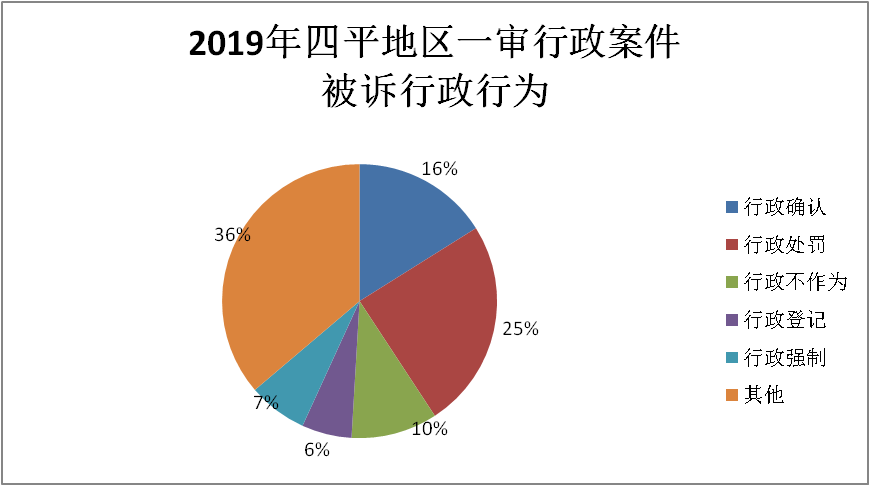 2019年四平地区一审行政案件
被诉行政行为
16%
36%
25%
7%
10%
6%
行政确认
行政处罚
行政不作为
行政登记
行政强制
其他